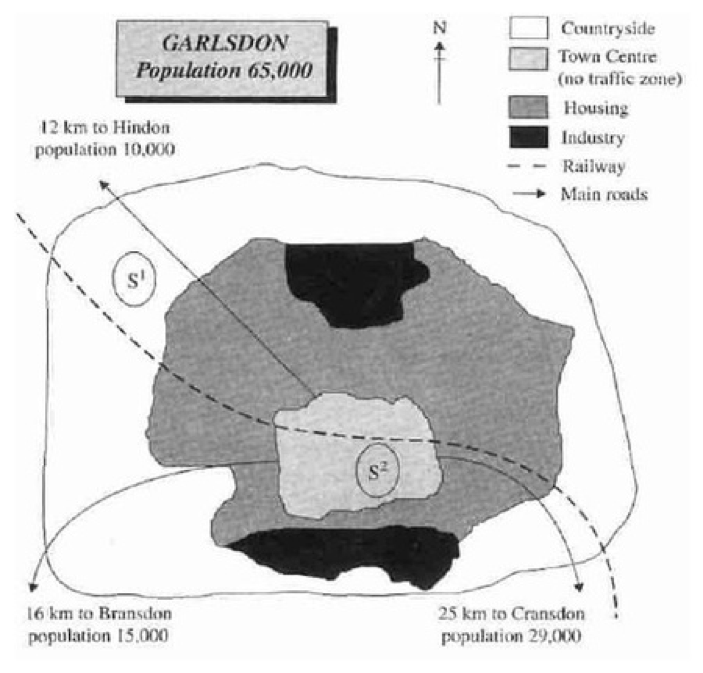 GARLSDON
Population 65,000
N
Countryside
Town Centre
(no traffic zone)
Housing
Industry
Railway
Main roads
12 km to Hindon
population 10,000
S¹
S²
16 km to Bransdon
population 15,000
25 km to Cransdon
population 29,000